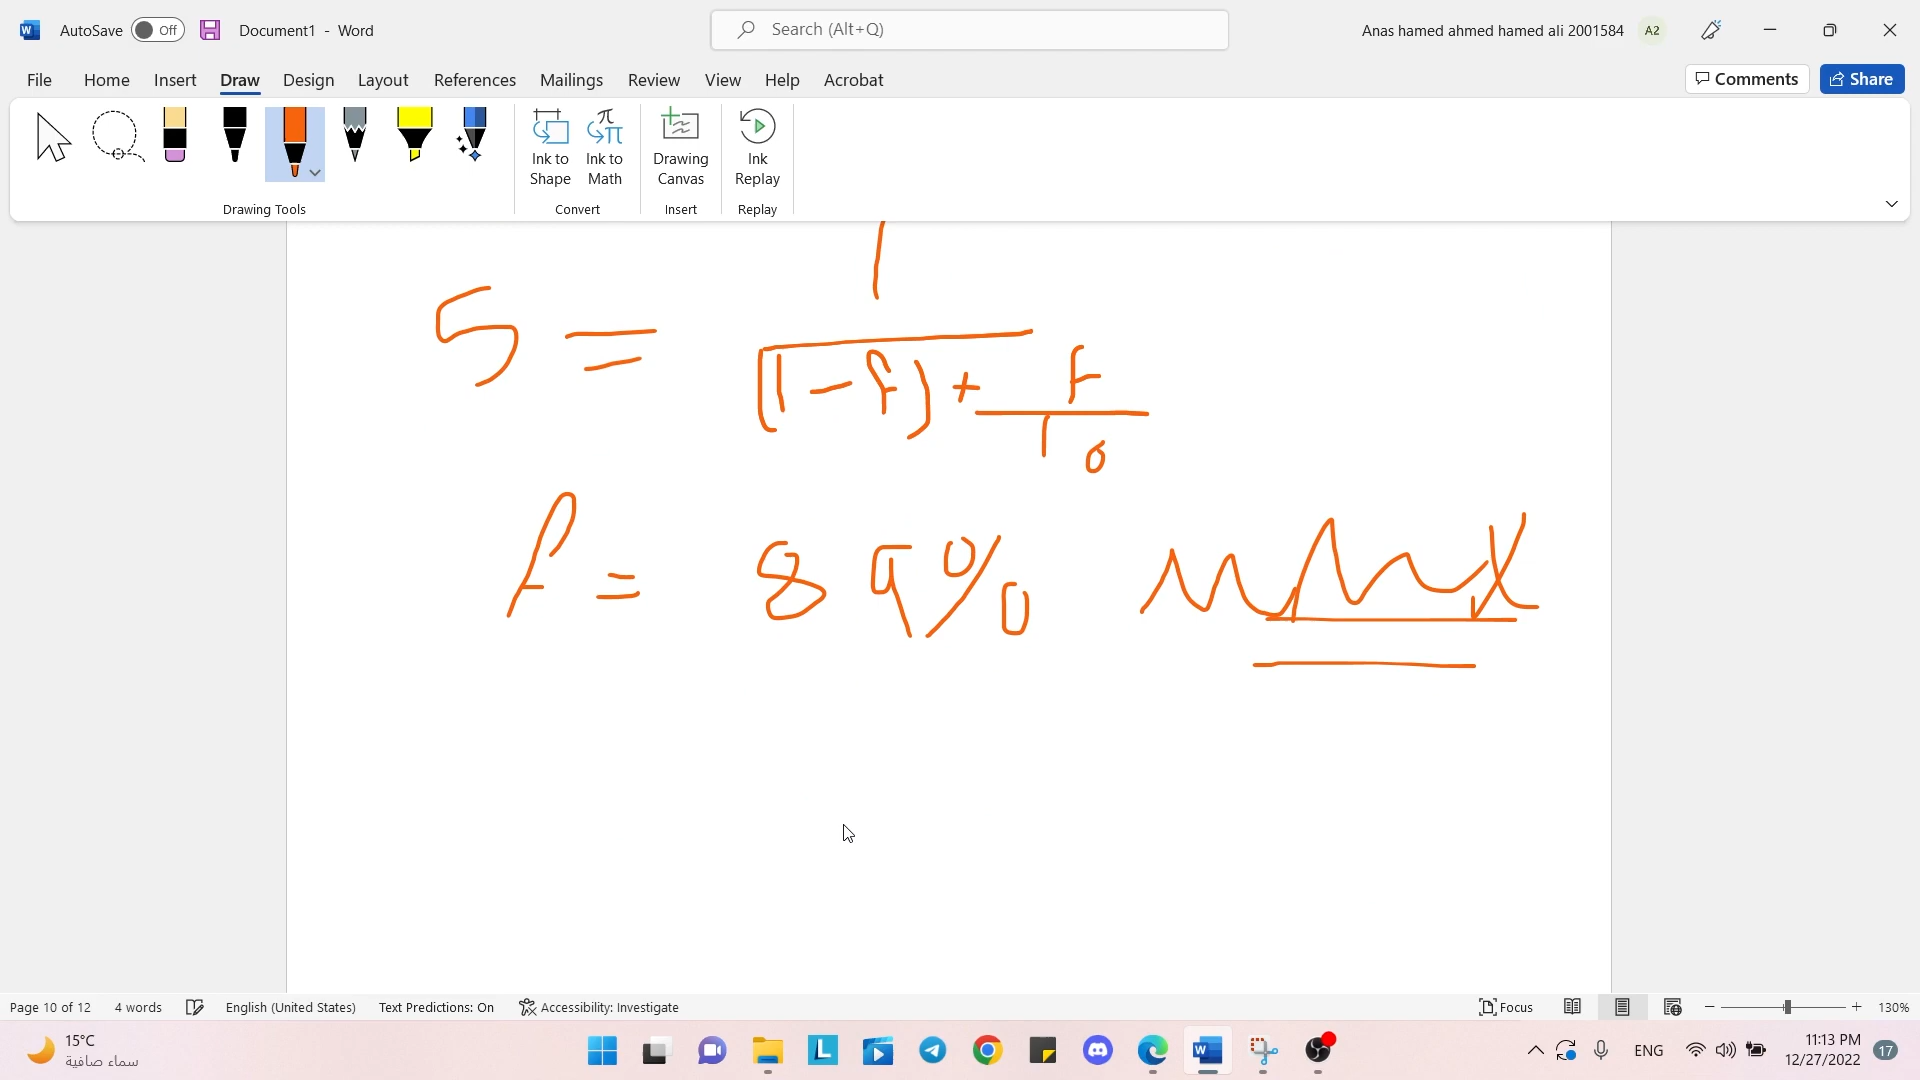 AutoSave Off Document1 - Word Search (Alt+Q) Anas hamed ahmed hamed ali 2001584 A2
File Home Insert Draw Design Layout References Mailings Review View Help Acrobat Comments Share
Ink to Shape
Ink to Math
Drawing Canvas
Ink Replay
Drawing Tools Convert Insert Replay
5 = 1
(1 - f) + F
10
f = 89%
Page 10 of 12 4 words English (United States) Text Predictions: On Accessibility: Investigate Focus 130%
15°C
سماء صافية
ENG
11:13 PM
12/27/2022
17